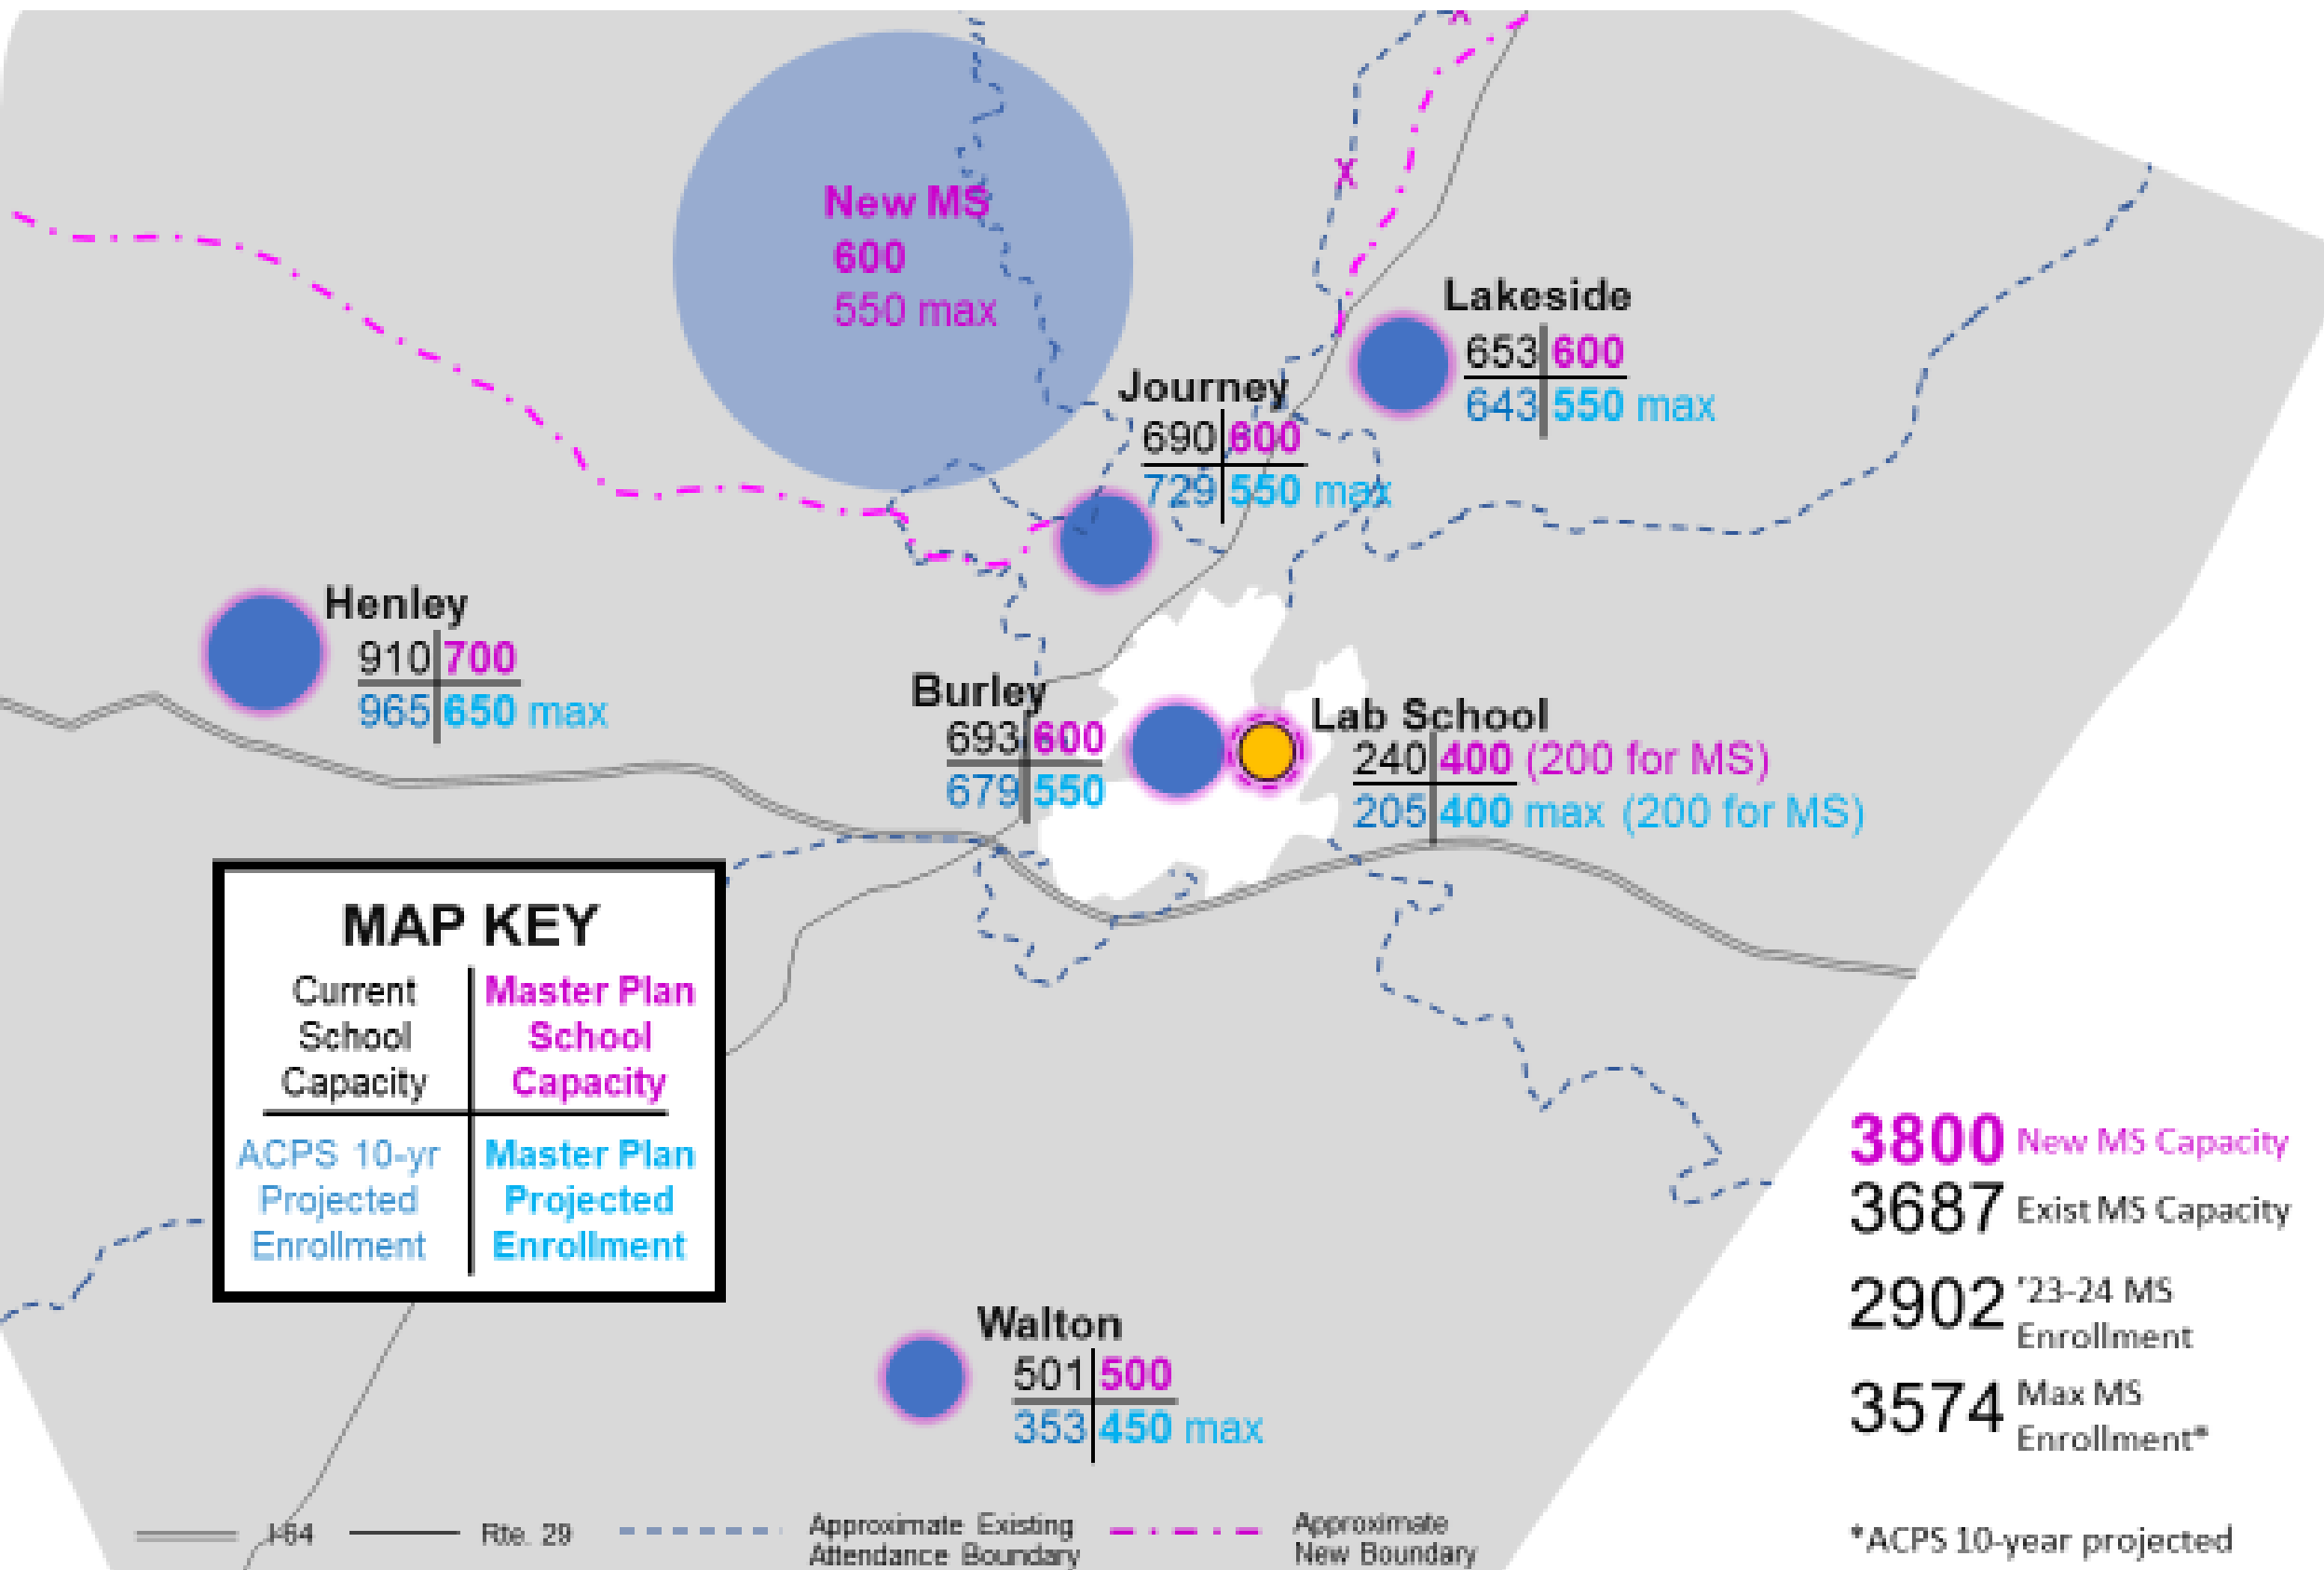 New MS
600
550 max
Lakeside
653 600
643 550 max
Journey
690 600
729 550 max
Henley
910 700
965 650 max
Burley
693 600
679 550
Lab School
240 400 (200 for MS)
205 400 max (200 for MS)
MAP KEY
Current Master Plan
School School
Capacity Capacity
ACPS 10-yr Master Plan
Projected Projected
Enrollment Enrollment
3800 New MS Capacity
3687 Exist MS Capacity
2902 '23-24 MS
Enrollment
3574 Max MS
Enrollment*
Walton
501 500
353 450 max
I-64 Rte. 29 Approximate Existing Approximate
Attendance Boundary New Boundary
*ACPS 10-year projected